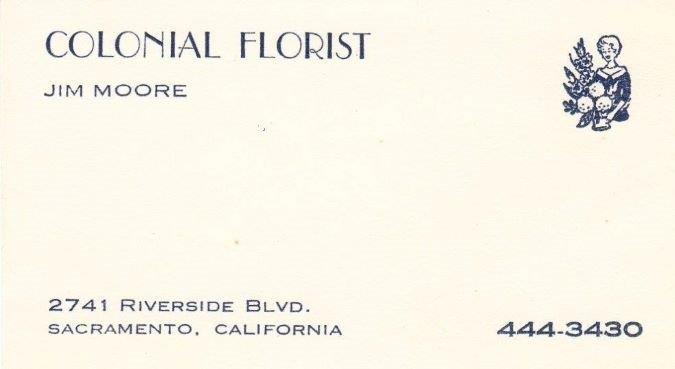 COLONIAL FLORIST
JIM MOORE
2741 RIVERSIDE BLVD.
SACRAMENTO, CALIFORNIA
444-3430